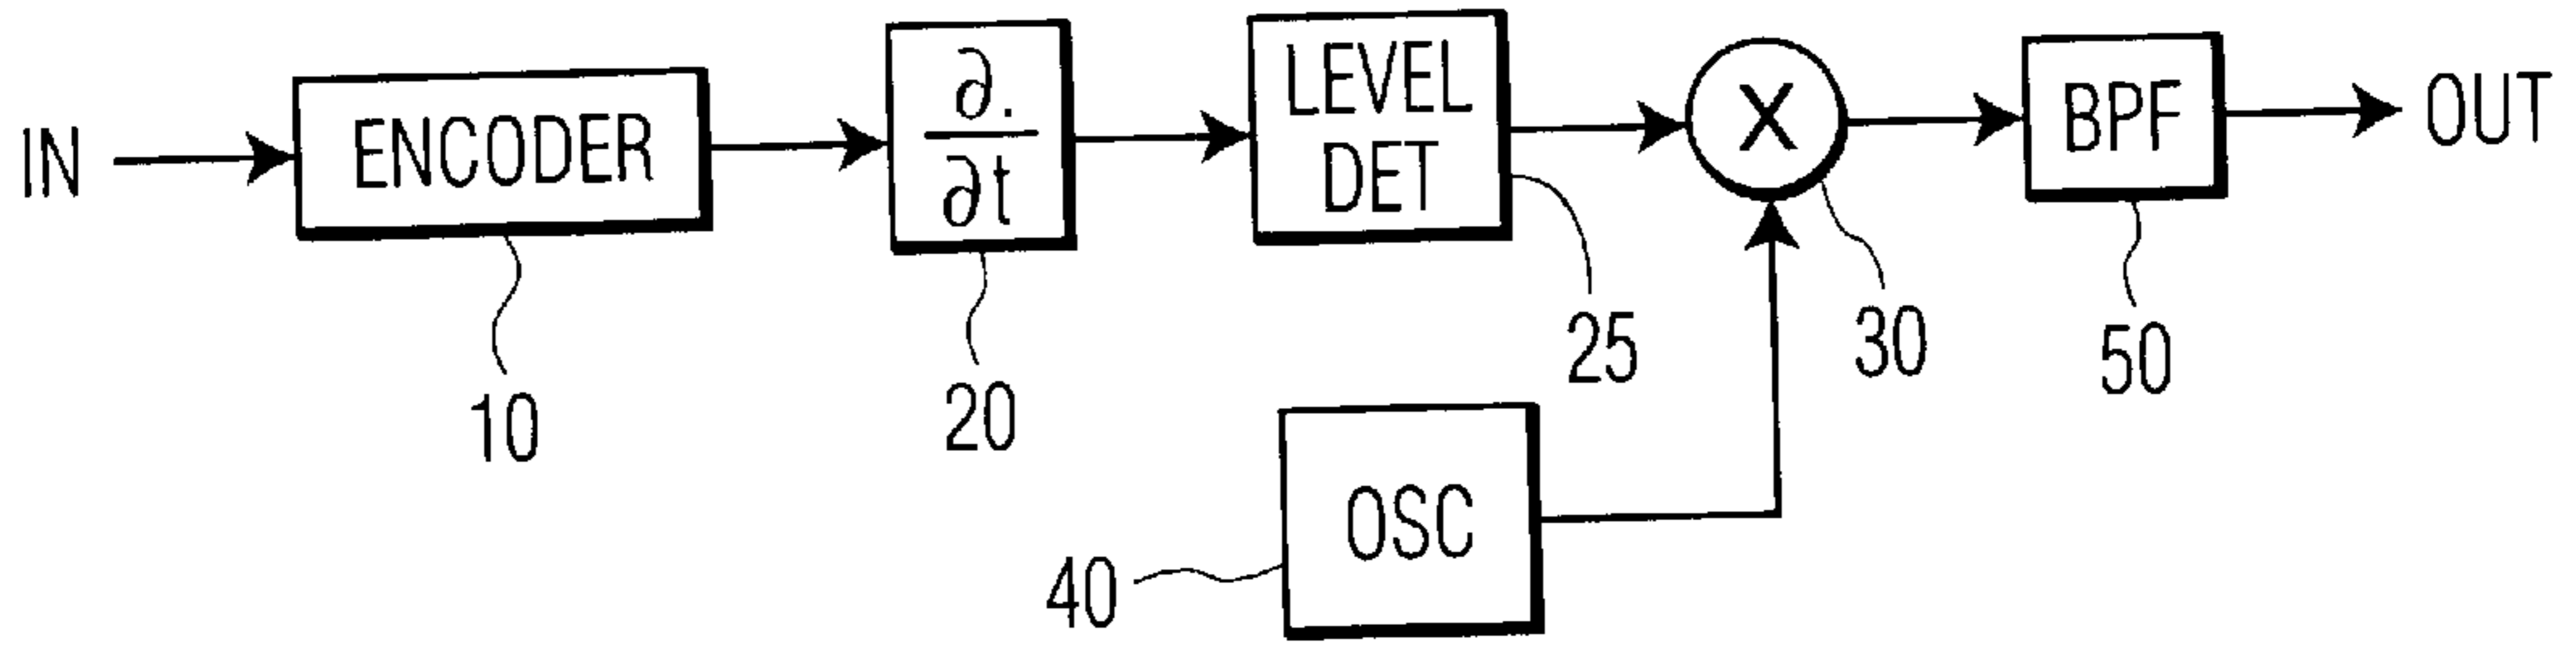 IN
ENCODER
∂.
∂t
LEVEL
DET
X
BPF
OUT
10
20
25
30
50
OSC
40